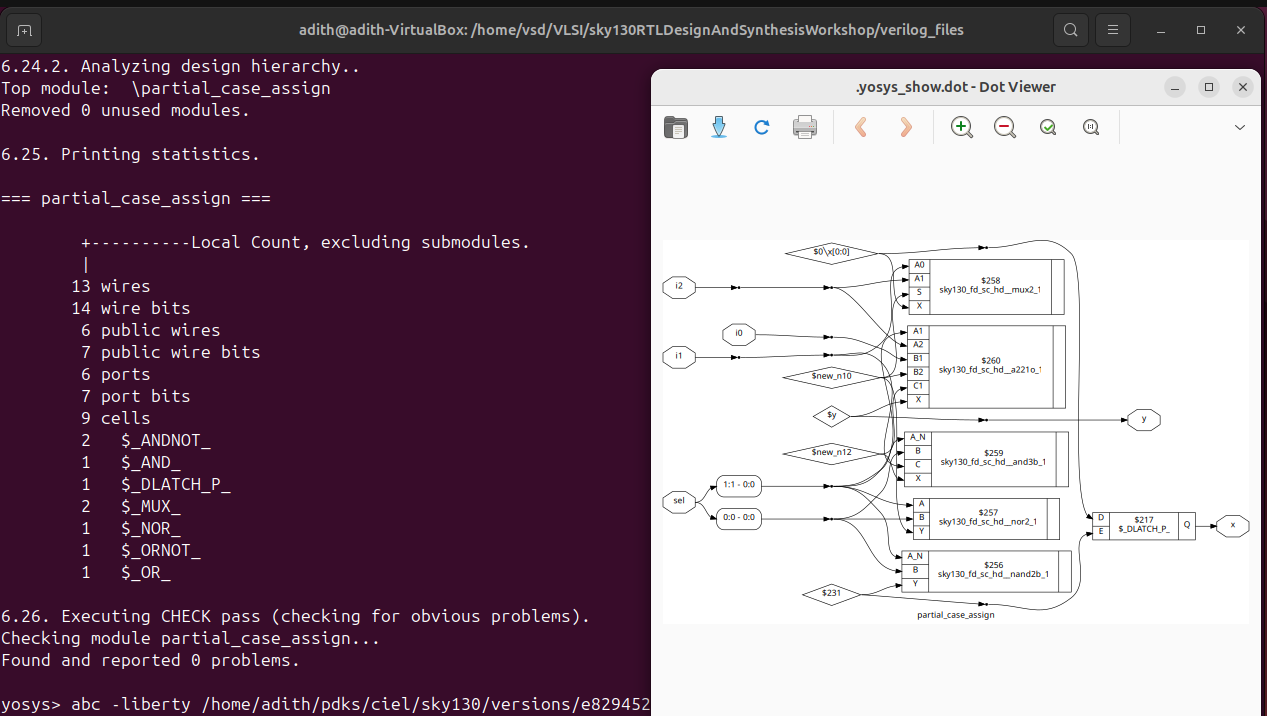 adith@adith-VirtualBox: /home/vsd/VLSI/sky130RTLDesignAndSynthesisWorkshop/verilog_files
6.24.2. Analyzing design hierarchy..
Top module:  \partial_case_assign
Removed 0 unused modules.
6.25. Printing statistics.
=== partial_case_assign ===
+----------Local Count, excluding submodules.
|
13 wires
14 wire bits
6 public wires
7 public wire bits
6 ports
7 port bits
9 cells
2   $_ANDNOT_
1   $_AND_
1   $_DLATCH_P_
2   $_MUX_
1   $_NOR_
1   $_ORNOT_
1   $_OR_
6.26. Executing CHECK pass (checking for obvious problems).
Checking module partial_case_assign...
Found and reported 0 problems.
yosys> abc -liberty /home/adith/pdks/ciel/sky130/versions/e829452
.yosys_show.dot - Dot Viewer
$0\x[0:0]
i2
i0
i1
$new_n10
$y
$new_n12
sel
1:1 - 0:0
0:0 - 0:0
$231
A0
A1
S
X
$258
sky130_fd_sc_hd__mux2_1
A1
A2
B1
B2
C1
X
$260
sky130_fd_sc_hd__a221o_1
y
A_N
B
C
X
$259
sky130_fd_sc_hd__and3b_1
A
B
Y
$257
sky130_fd_sc_hd__nor2_1
A_N
B
Y
$256
sky130_fd_sc_hd__nand2b_1
D
E
$217
$_DLATCH_P_
Q
x
partial_case_assign